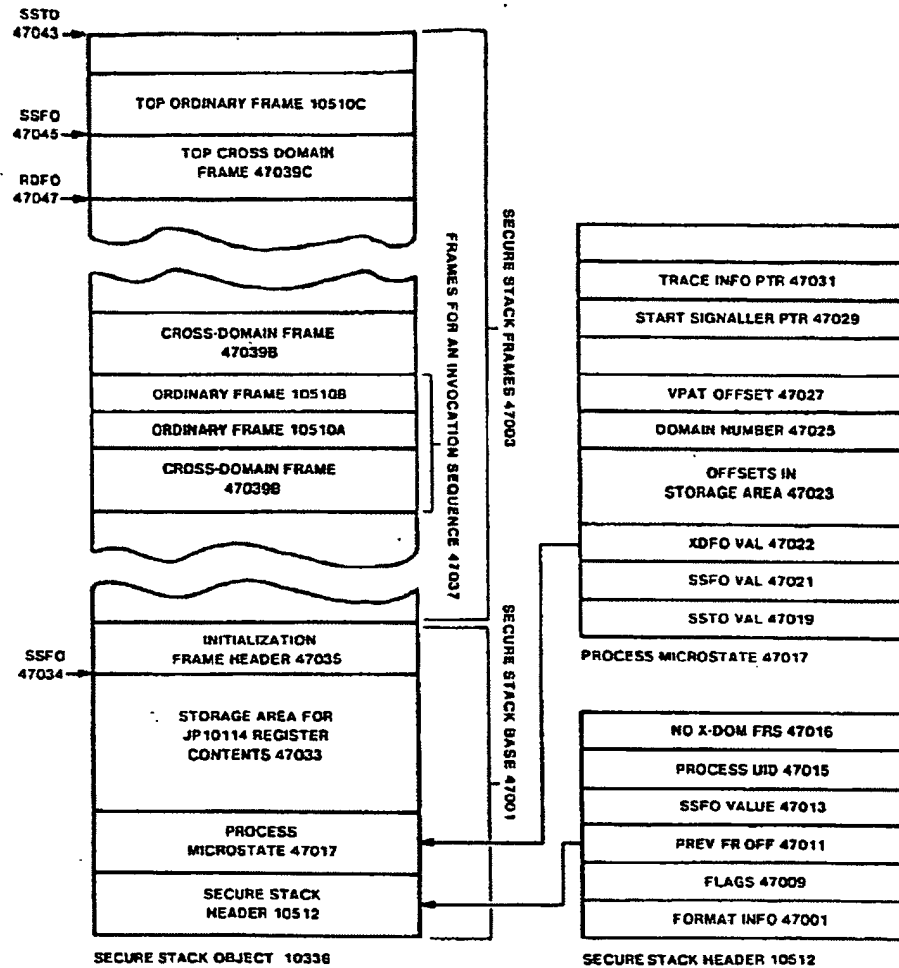 SSTO
47043
TOP ORDINARY FRAME 10510C
SSFO
47045
TOP CROSS DOMAIN
FRAME 47039C
RDFO
47047
CROSS-DOMAIN FRAME
47039B
ORDINARY FRAME 10510B
ORDINARY FRAME 10510A
CROSS-DOMAIN FRAME
47039B
INITIALIZATION
FRAME HEADER 47035
SSFO
47034
STORAGE AREA FOR
JP10114 REGISTER
CONTENTS 47033
PROCESS
MICROSTATE 47017
SECURE STACK
HEADER 10512
SECURE STACK OBJECT 10336
FRAMES FOR AN INVOCATION SEQUENCE 47037
SECURE STACK FRAMES 47003
SECURE STACK BASE 47001
TRACE INFO PTR 47031
START SIGNALLER PTR 47029
VPAT OFFSET 47027
DOMAIN NUMBER 47025
OFFSETS IN
STORAGE AREA 47023
XDFO VAL 47022
SSFO VAL 47021
SSTO VAL 47019
PROCESS MICROSTATE 47017
NO X-DOM FRS 47016
PROCESS UID 47015
SSFO VALUE 47013
PREV FR OFF 47011
FLAGS 47009
FORMAT INFO 47001
SECURE STACK HEADER 10512